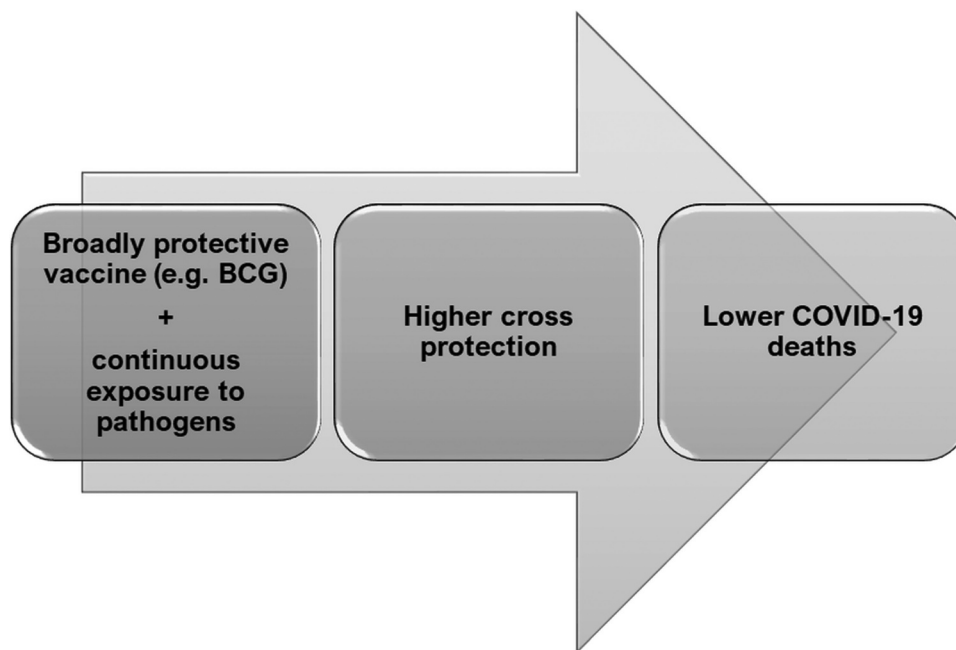 Broadly protective
vaccine (e.g. BCG)
+
continuous
exposure to
pathogens
Higher cross
protection
Lower COVID-19
deaths